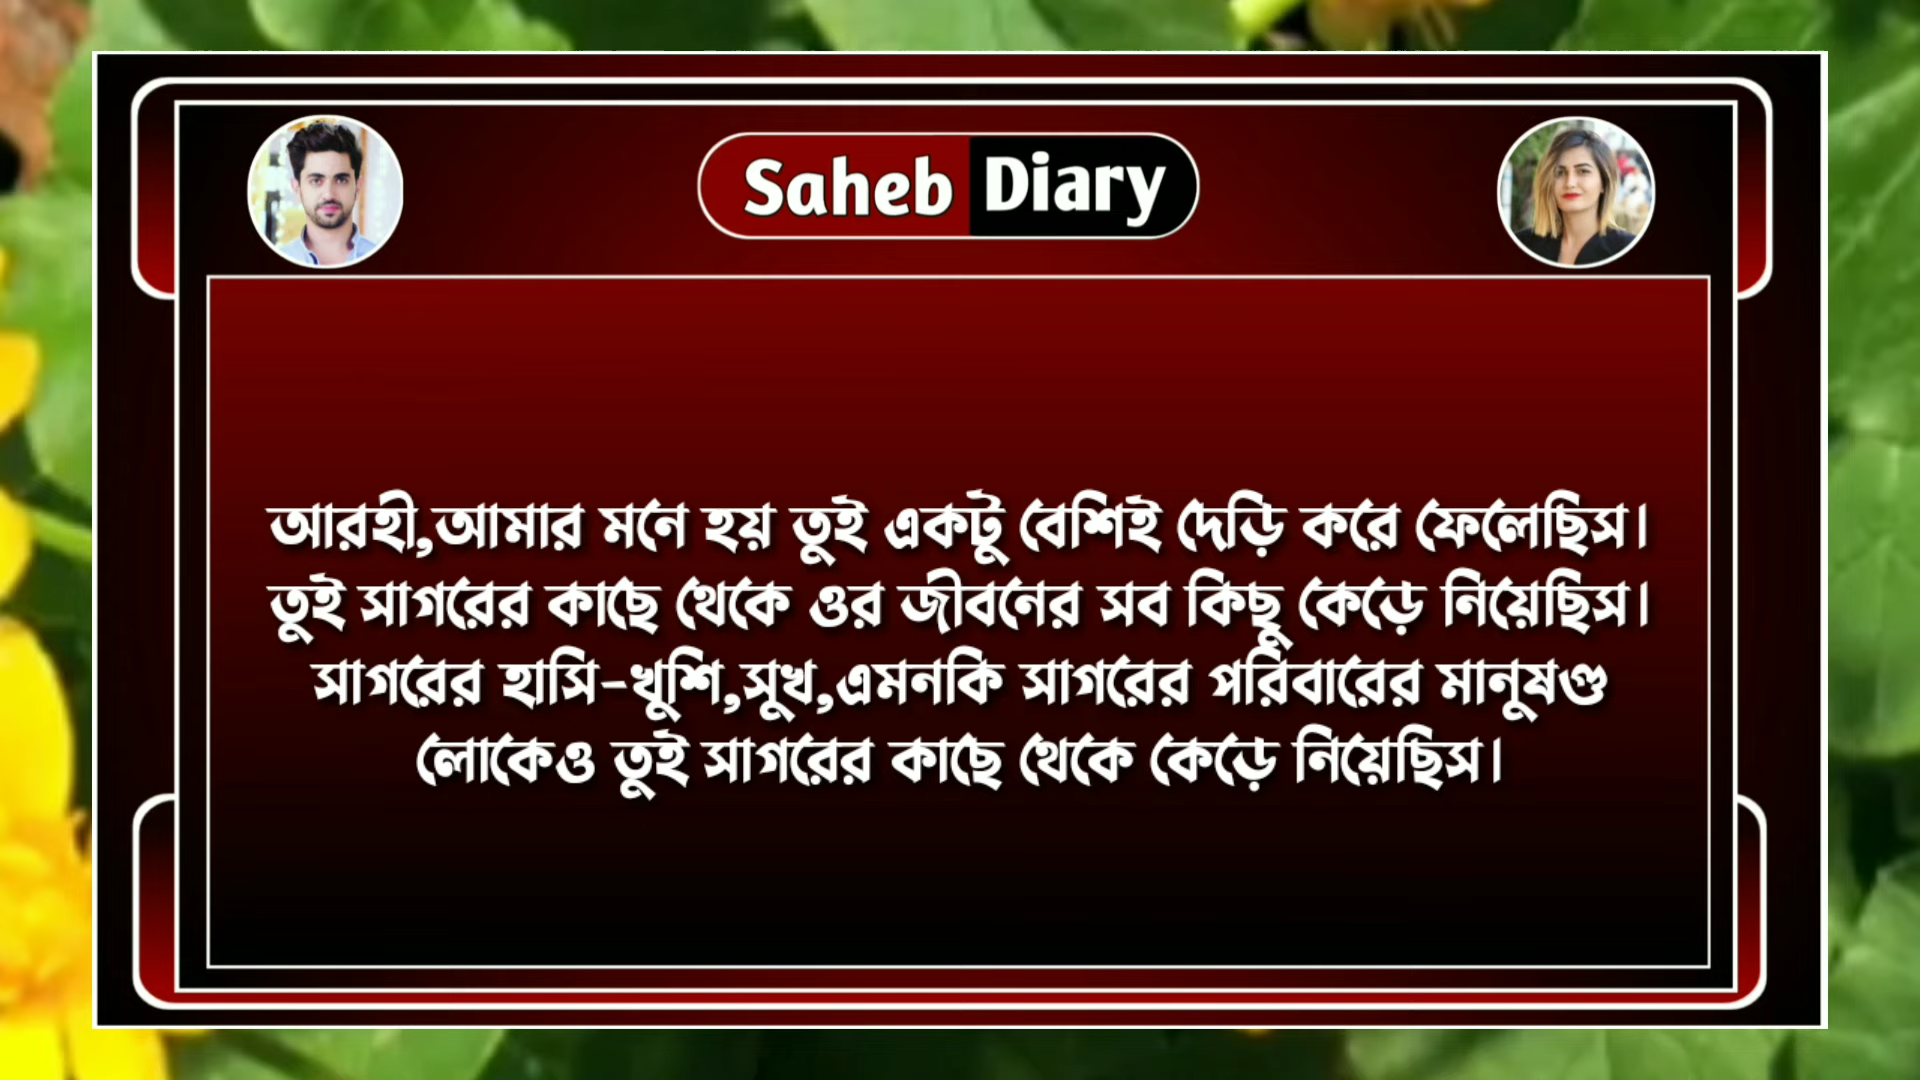 Saheb Diary
আরহী,আমার মনে হয় তুই একটু বেশিই দেড়ি করে ফেলেছিস।
তুই সাগরের কাছে থেকে ওর জীবনের সব কিছু কেড়ে নিয়েছিস।
সাগরের হাসি-খুশি,সুখ,এমনকি সাগরের পরিবারের মানুষগু
লোকেও তুই সাগরের কাছে থেকে কেড়ে নিয়েছিস।